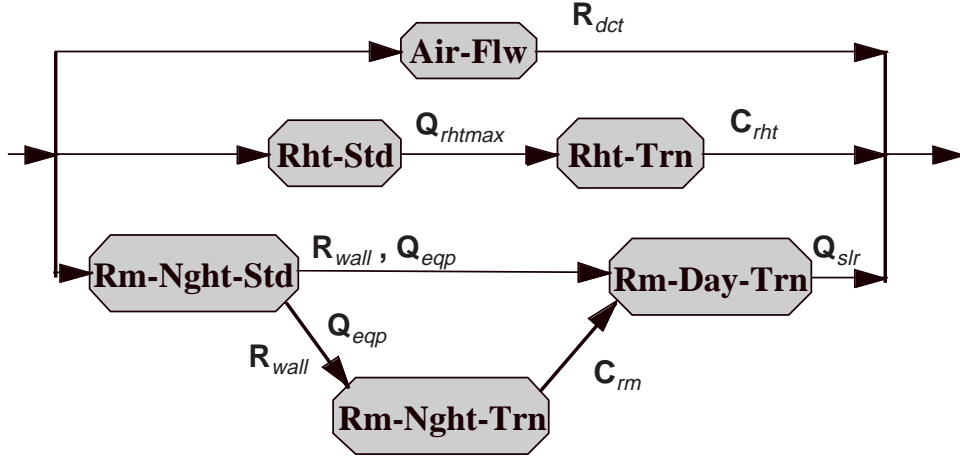 R_dct
Air-Flw
Q_rhtmax
C_rht
Rht-Std
Rht-Trn
R_wall , Q_eqp
Q_slr
Rm-Nght-Std
Rm-Day-Trn
Q_eqp
R_wall
C_rm
Rm-Nght-Trn